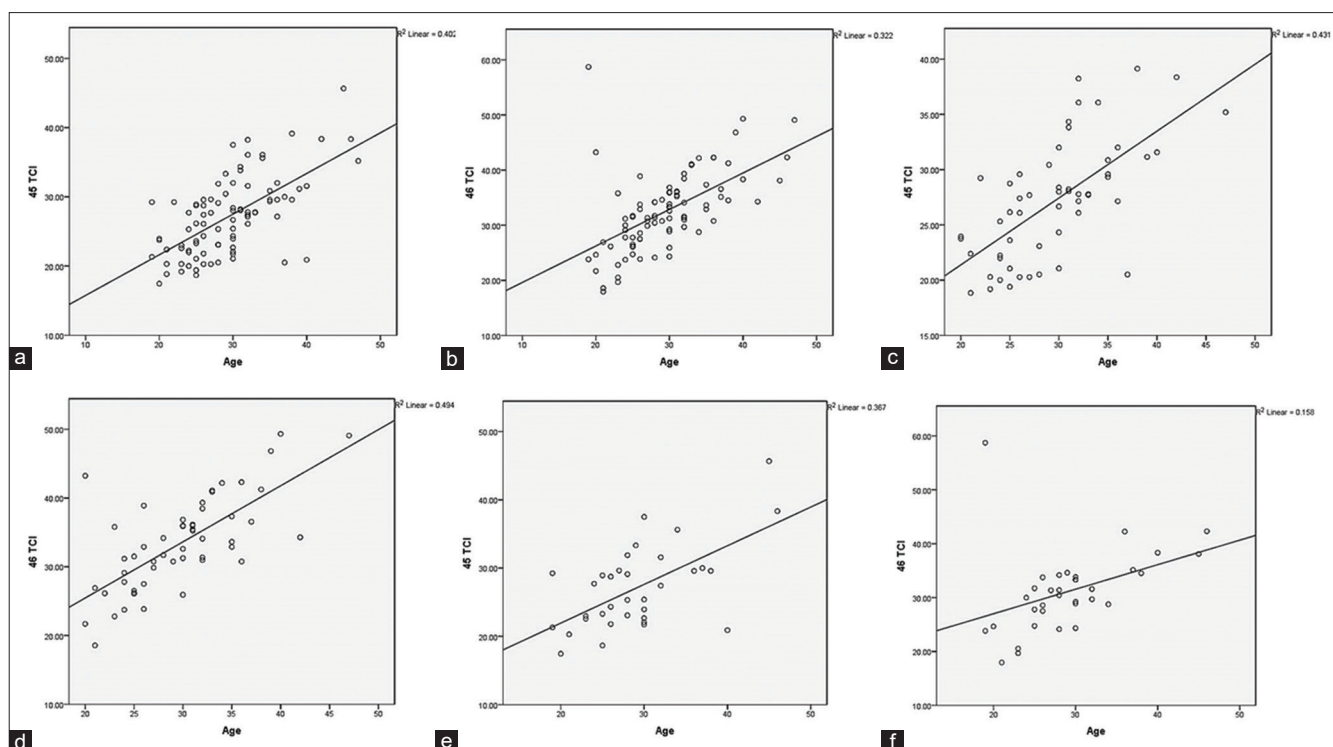 R² Linear = 0.402
50.00
40.00
30.00
20.00
10.00
45 TCI
10 20 30 40 50
Age
a
R² Linear = 0.322
60.00
50.00
40.00
30.00
20.00
10.00
46 TCI
10 20 30 40 50
Age
b
R² Linear = 0.431
40.00
35.00
30.00
25.00
20.00
15.00
45 TCI
20 25 30 35 40 45 50
Age
c
R² Linear = 0.494
50.00
40.00
30.00
20.00
10.00
46 TCI
20 25 30 35 40 45 50
Age
d
R² Linear = 0.367
50.00
40.00
30.00
20.00
10.00
45 TCI
20 30 40 50
Age
e
R² Linear = 0.158
60.00
50.00
40.00
30.00
20.00
10.00
46 TCI
20 30 40 50
Age
f